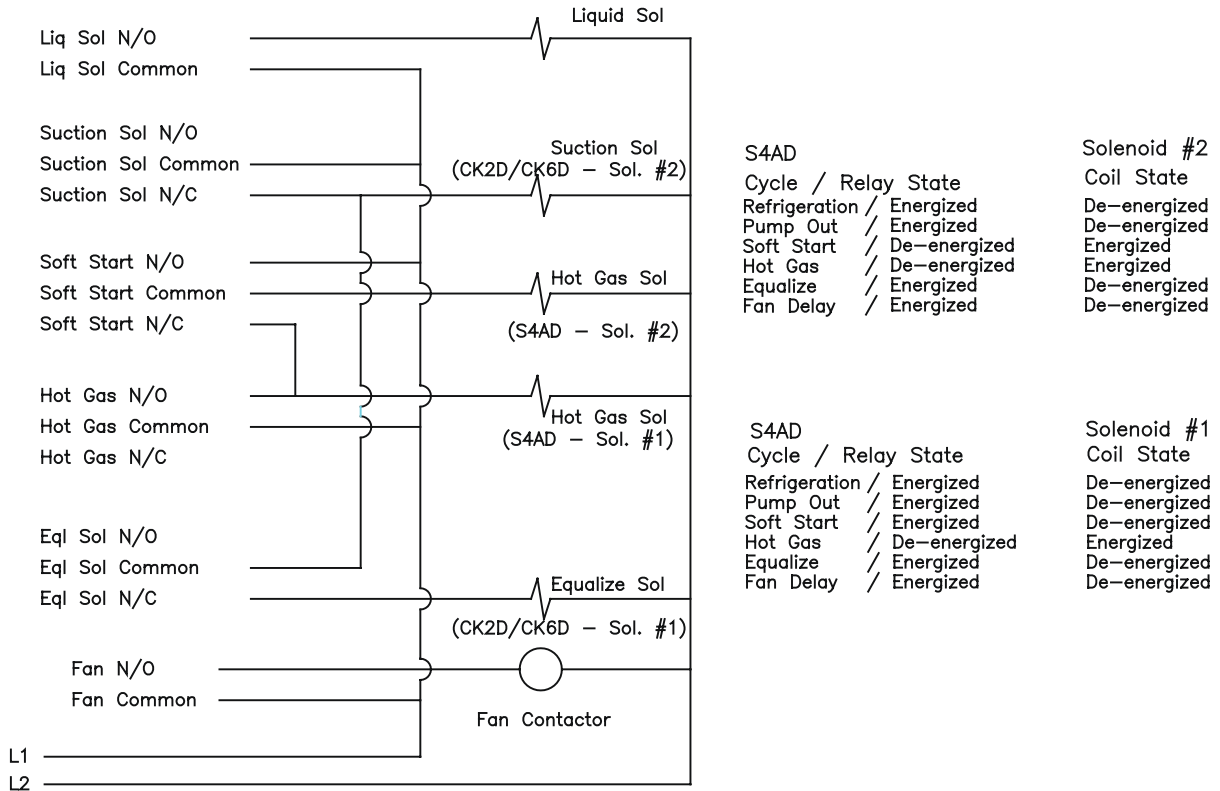 Liquid Sol
Liq Sol N/O
Liq Sol Common
Suction Sol N/O
Suction Sol Common
Suction Sol N/C
Suction Sol
(CK2D/CK6D – Sol. #2)
Soft Start N/O
Soft Start Common
Soft Start N/C
Hot Gas Sol
(S4AD – Sol. #2)
Hot Gas N/O
Hot Gas Common
Hot Gas N/C
Hot Gas Sol
(S4AD – Sol. #1)
Eql Sol N/O
Eql Sol Common
Eql Sol N/C
Equalize Sol
(CK2D/CK6D – Sol. #1)
Fan N/O
Fan Common
Fan Contactor
L1
L2
S4AD Solenoid #2
Cycle / Relay State Coil State
Refrigeration / Energized De-energized
Pump Out / Energized De-energized
Soft Start / De-energized Energized
Hot Gas / De-energized Energized
Equalize / Energized De-energized
Fan Delay / Energized De-energized
S4AD Solenoid #1
Cycle / Relay State Coil State
Refrigeration / Energized De-energized
Pump Out / Energized De-energized
Soft Start / Energized De-energized
Hot Gas / De-energized Energized
Equalize / Energized De-energized
Fan Delay / Energized De-energized